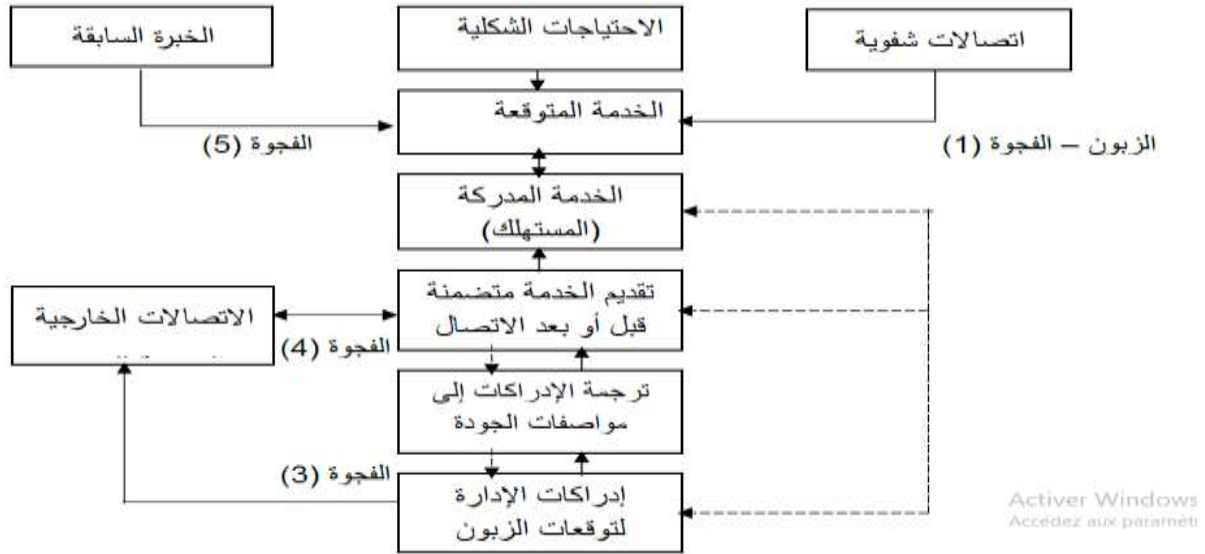 اتصالات شفوية
الاحتياجات الشكلية
الخبرة السابقة
الخدمة المتوقعة
الزبون – الفجوة (1)
الفجوة (5)
الخدمة المدركة
(المستهلك)
تقديم الخدمة متضمنة
قبل أو بعد الاتصال
الاتصالات الخارجية
الفجوة (4)
ترجمة الإدراكات إلى
مواصفات الجودة
الفجوة (3)
إدراكات الإدارة
لتوقعات الزبون
Activer Windows
Accédez aux paramèt